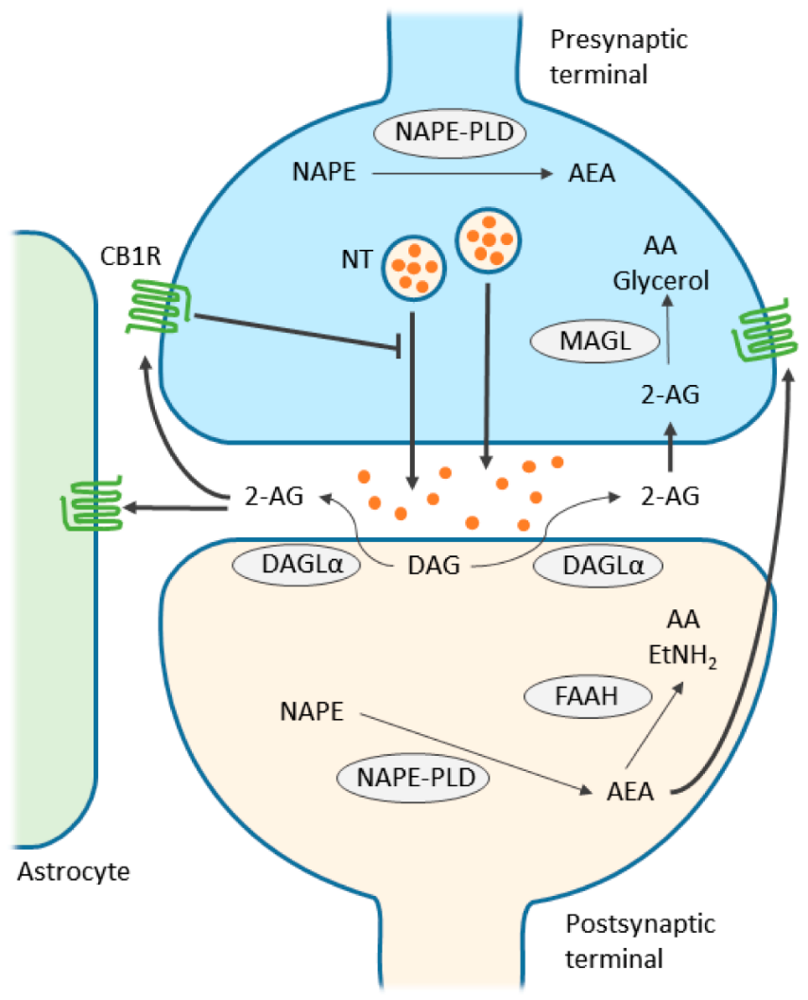 Presynaptic
terminal
NAPE-PLD
NAPE
AEA
CB1R
NT
AA
Glycerol
MAGL
2-AG
2-AG
2-AG
DAGLα
DAG
DAGLα
AA
EtNH₂
FAAH
NAPE
NAPE-PLD
AEA
Astrocyte
Postsynaptic
terminal